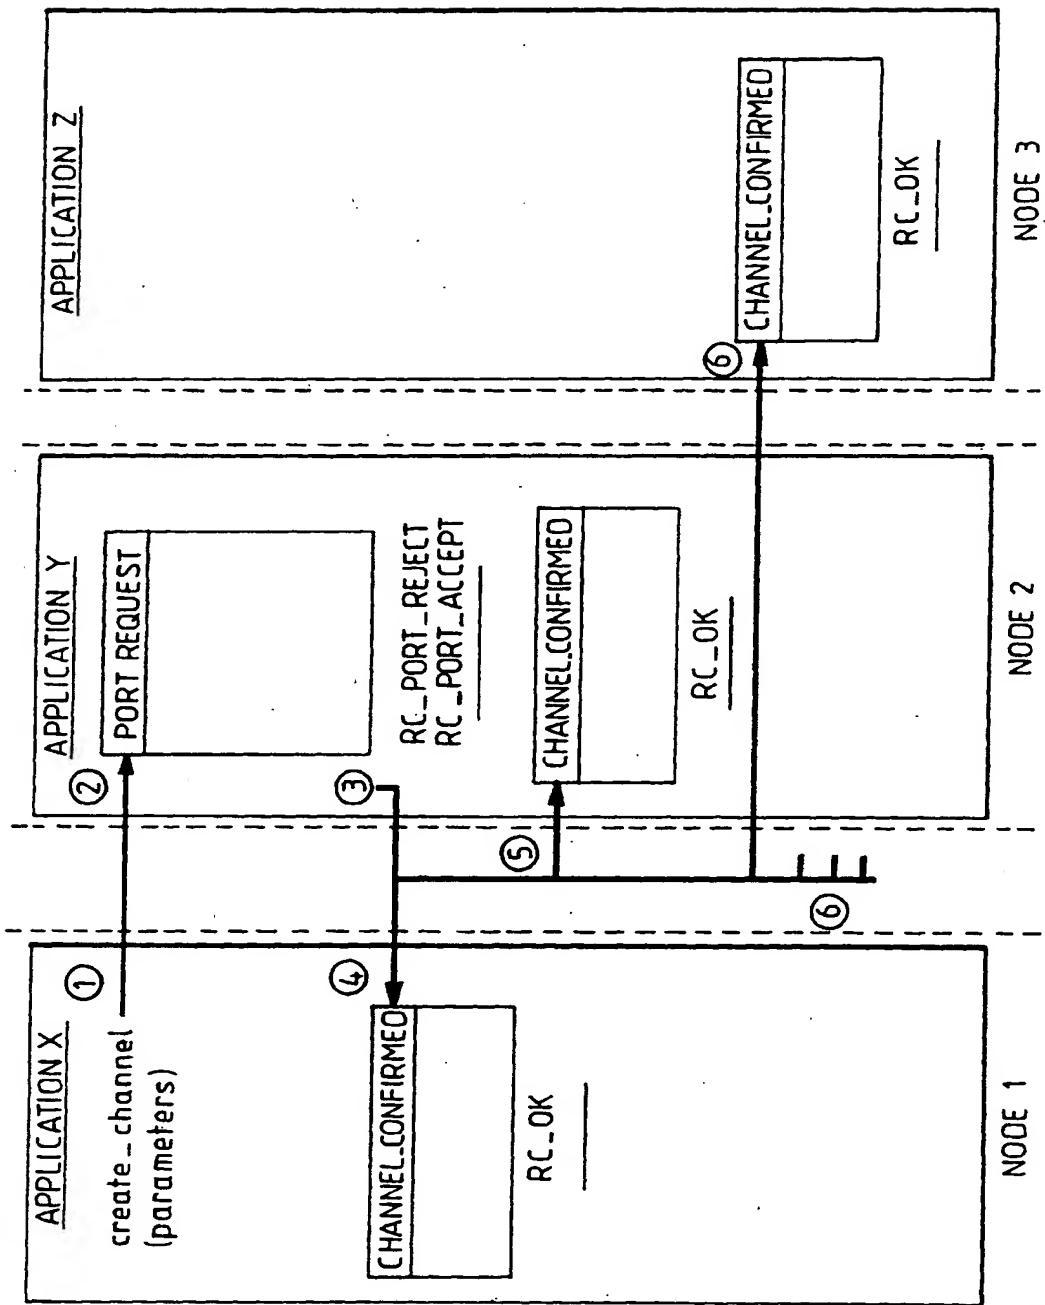 APPLICATION X
①
create_channel
(parameters)
④
CHANNEL_CONFIRMED
RC_OK
NODE 1
APPLICATION Y
②
PORT REQUEST
③
RC_PORT_REJECT
RC_PORT_ACCEPT
⑤
CHANNEL_CONFIRMED
RC_OK
⑥
NODE 2
APPLICATION Z
⑥
CHANNEL_CONFIRMED
RC_OK
NODE 3